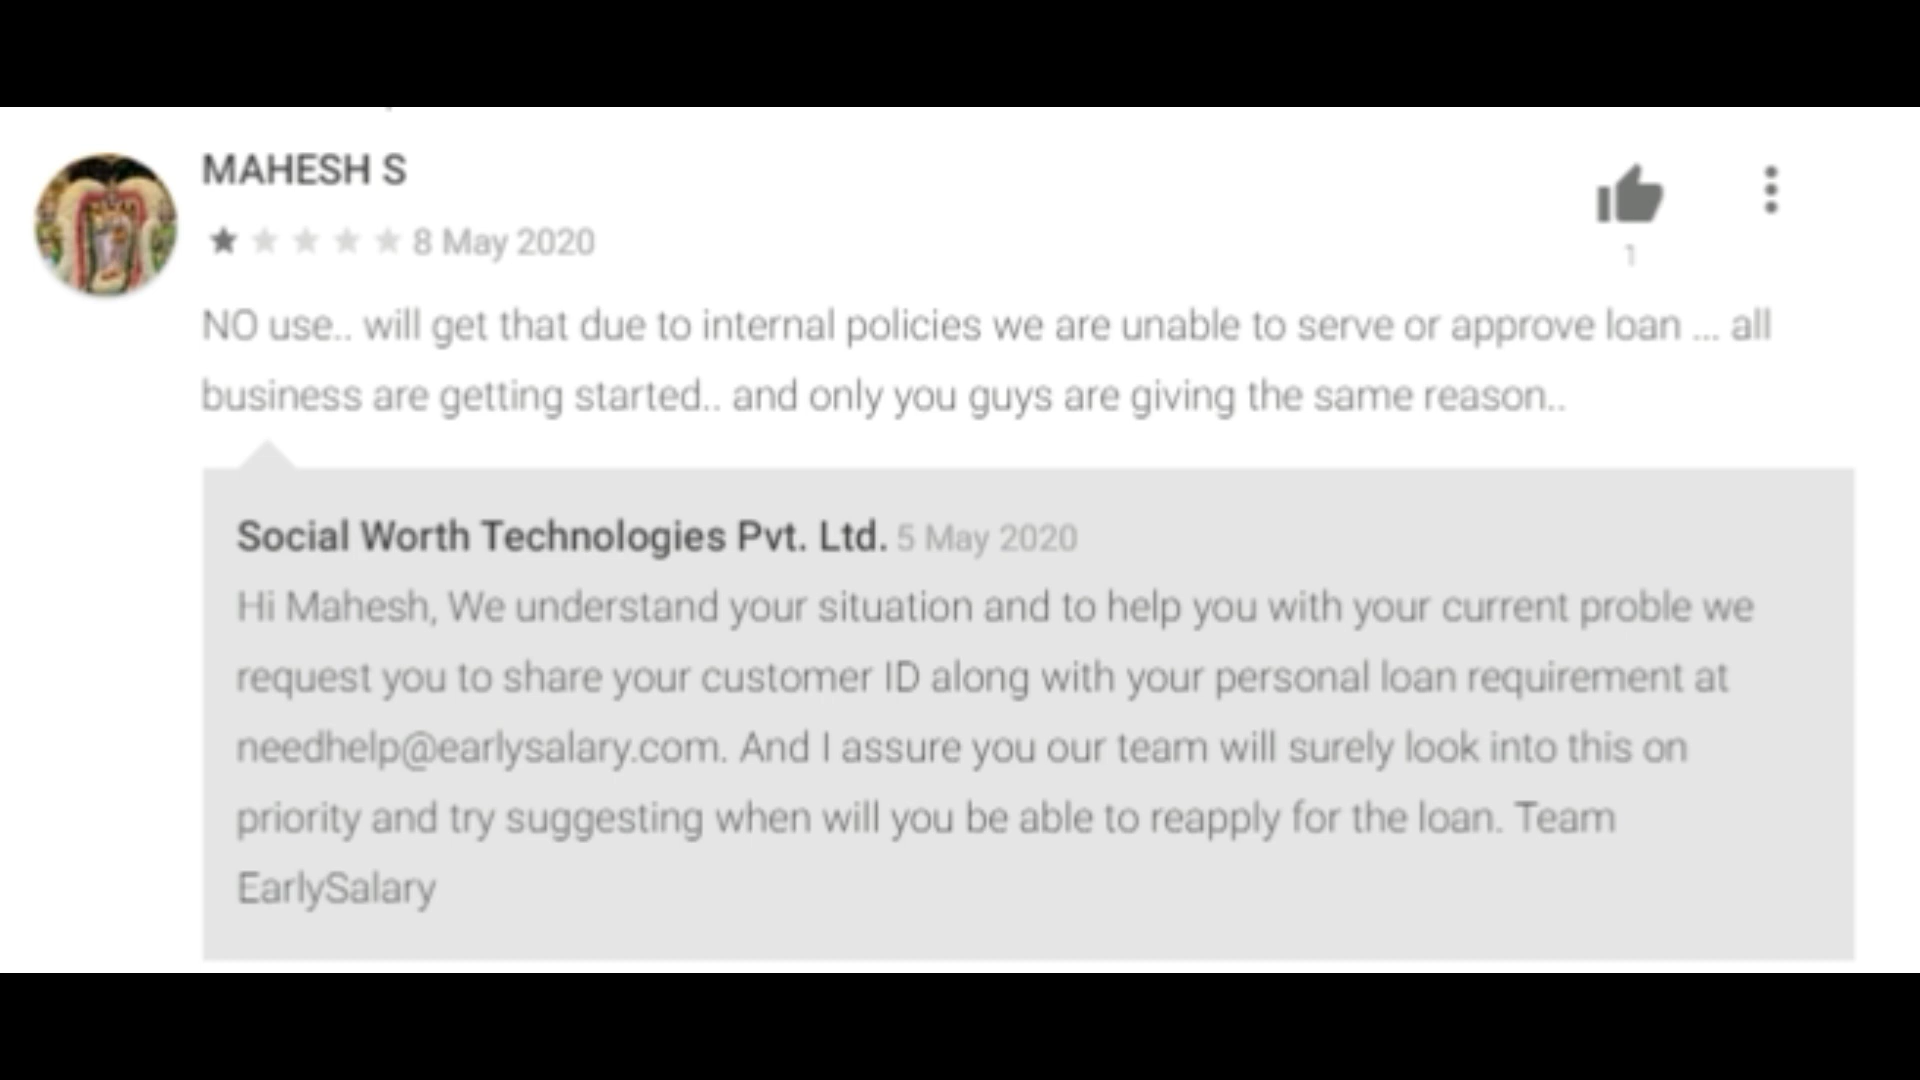 MAHESH S
8 May 2020
1
NO use.. will get that due to internal policies we are unable to serve or approve loan ... all
business are getting started.. and only you guys are giving the same reason..
Social Worth Technologies Pvt. Ltd. 5 May 2020
Hi Mahesh, We understand your situation and to help you with your current proble we
request you to share your customer ID along with your personal loan requirement at
needhelp@earlysalary.com. And I assure you our team will surely look into this on
priority and try suggesting when will you be able to reapply for the loan. Team
EarlySalary